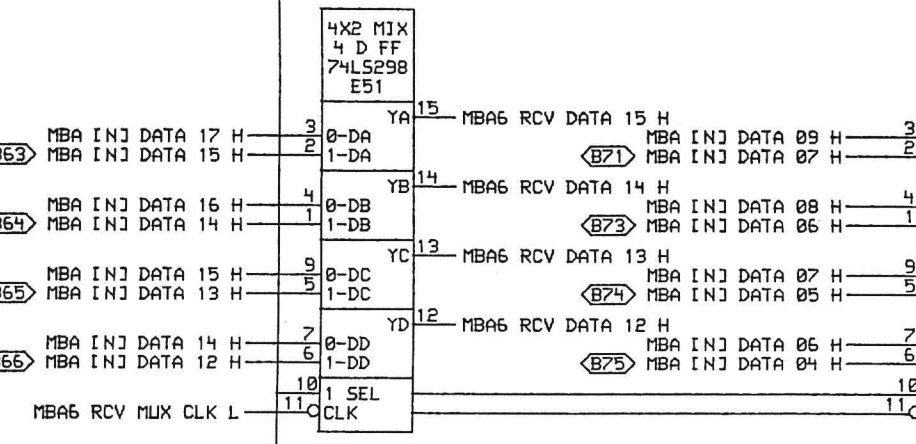 4X2 MIX
4 D FF
74LS298
E51
YA 15 MBA6 RCV DATA 15 H
MBA [N] DATA 17 H 3 0-DA
B63 MBA [N] DATA 15 H 2 1-DA
MBA [N] DATA 09 H 3
B71 MBA [N] DATA 07 H 2
YB 14 MBA6 RCV DATA 14 H
MBA [N] DATA 16 H 4 0-DB
B64 MBA [N] DATA 14 H 1 1-DB
MBA [N] DATA 08 H 4
B73 MBA [N] DATA 06 H 1
YC 13 MBA6 RCV DATA 13 H
MBA [N] DATA 15 H 9 0-DC
B65 MBA [N] DATA 13 H 5 1-DC
MBA [N] DATA 07 H 9
B74 MBA [N] DATA 05 H 5
YD 12 MBA6 RCV DATA 12 H
MBA [N] DATA 14 H 7 0-DD
B66 MBA [N] DATA 12 H 6 1-DD
MBA [N] DATA 06 H 7
B75 MBA [N] DATA 04 H 6
10 1 SEL 10
MBA6 RCV MUX CLK L 11 CLK 11